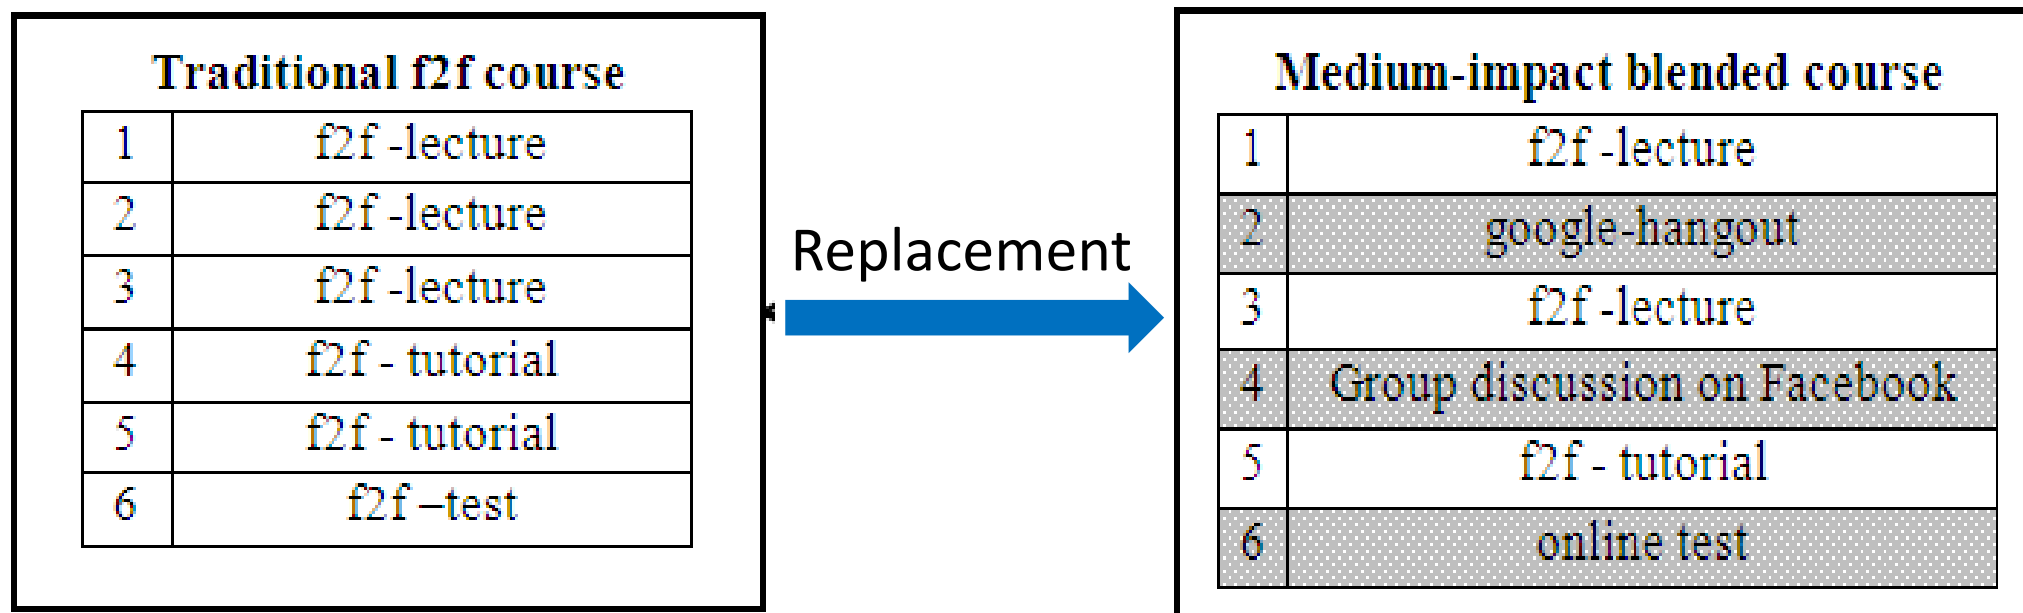 Traditional f2f course
1 f2f -lecture
2 f2f -lecture
3 f2f -lecture
4 f2f - tutorial
5 f2f - tutorial
6 f2f –test
Replacement
Medium-impact blended course
1 f2f -lecture
2 google-hangout
3 f2f -lecture
4 Group discussion on Facebook
5 f2f - tutorial
6 online test